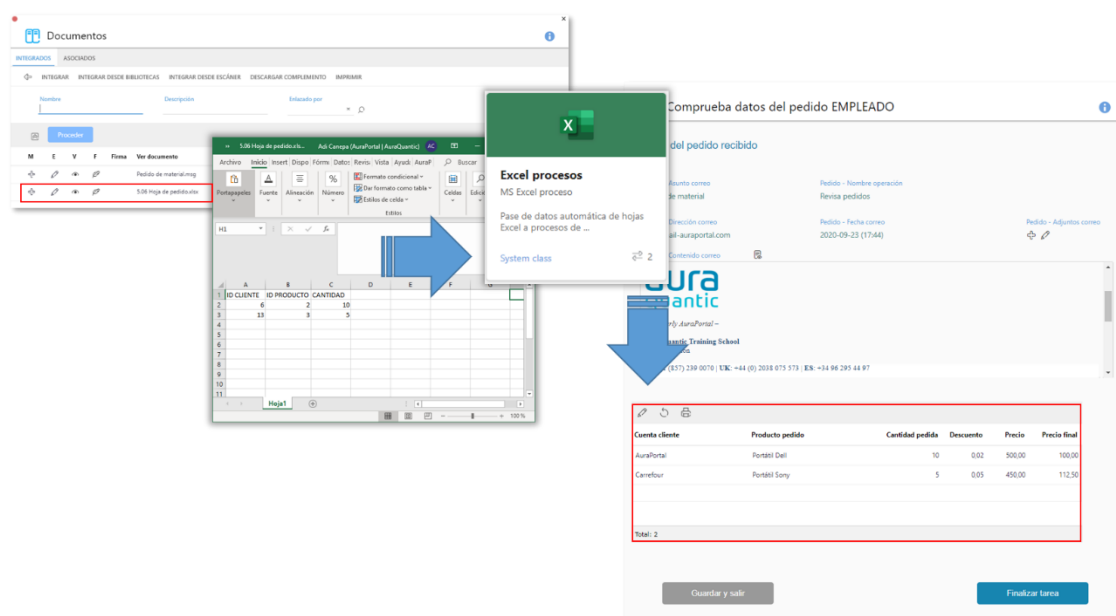 Documentos
INTEGRADOS ASOCIADOS
INTEGRAR INTEGRAR DESDE BIBLIOTECAS INTEGRAR DESDE ESCÁNER DESCARGAR COMPLEMENTO IMPRIMIR
Nombre Descripción Enlazado por
Proceder
M E V F Firma Ver documento
Pedido de material.msg
5.06 Hoja de pedido.xlsx
5.06 Hoja de pedido.xls... Adi Canepa (AuraPortal | AuraQuantic) AC
Archivo Inicio Insert Dispo Fórmu Datos Revisi Vista Ayuda AuraP Buscar
Portapapeles Fuente Alineación Número Formato condicional Celdas Edició
Dar formato como tabla
Estilos de celda
Estilos
H1 fx
A B C D E F G
1 ID CLIENTE ID PRODUCTO CANTIDAD
2 6 2 10
3 13 3 5
4
5
6
7
8
9
10
11
Hoja1
100%
Excel procesos
MS Excel proceso
Pase de datos automática de hojas
Excel a procesos de ...
System class 2
Comprueba datos del pedido EMPLEADO
del pedido recibido
Asunto correo Pedido - Nombre operación
de material Revisa pedidos
Dirección correo Pedido - Fecha correo Pedido - Adjuntos correo
ail-auraportal.com 2020-09-23 (17:44)
Contenido correo
aura
antic
rly AuraPortal –
uantic Training School
(857) 239 0070 | UK: +44 (0) 2038 075 573 | ES: +34 96 295 44 97
Cuenta cliente Producto pedido Cantidad pedida Descuento Precio Precio final
AuraPortal Portátil Dell 10 0,02 500,00 100,00
Carrefour Portátil Sony 5 0,05 450,00 112,50
Total: 2
Guardar y salir Finalizar tarea